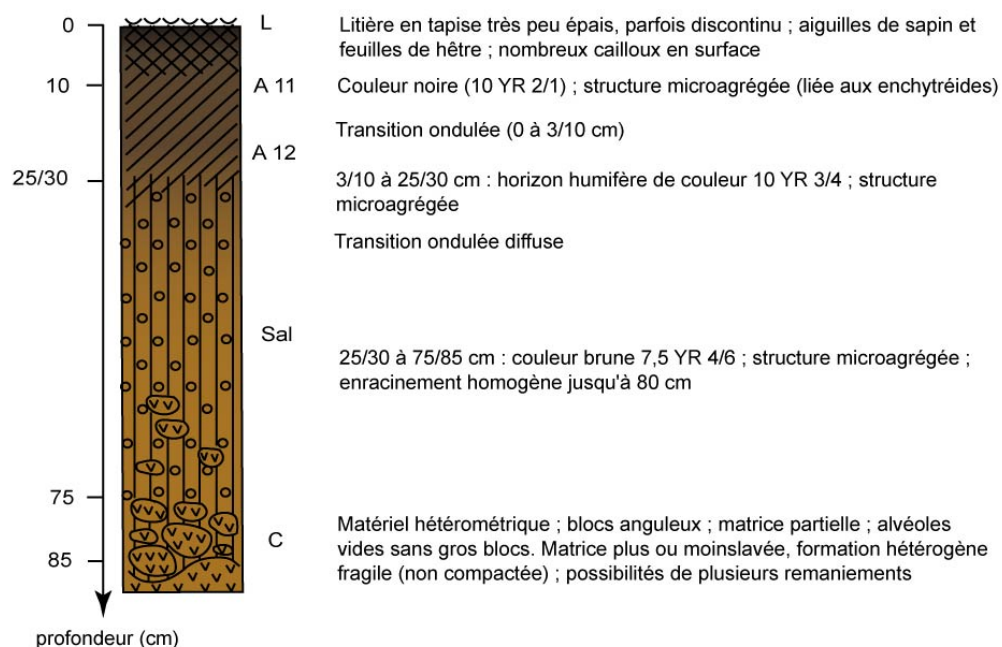 0
L
Litière en tapise très peu épais, parfois discontinu ; aiguilles de sapin et
feuilles de hêtre ; nombreux cailloux en surface
10
A 11
Couleur noire (10 YR 2/1) ; structure microagrégée (liée aux enchytréides)
Transition ondulée (0 à 3/10 cm)
A 12
25/30
3/10 à 25/30 cm : horizon humifère de couleur 10 YR 3/4 ; structure
microagrégée
Transition ondulée diffuse
Sal
25/30 à 75/85 cm : couleur brune 7,5 YR 4/6 ; structure microagrégée ;
enracinement homogène jusqu'à 80 cm
75
C
Matériel hétérométrique ; blocs anguleux ; matrice partielle ; alvéoles
vides sans gros blocs. Matrice plus ou moinslavée, formation hétérogène
85
fragile (non compactée) ; possibilités de plusieurs remaniements
profondeur (cm)